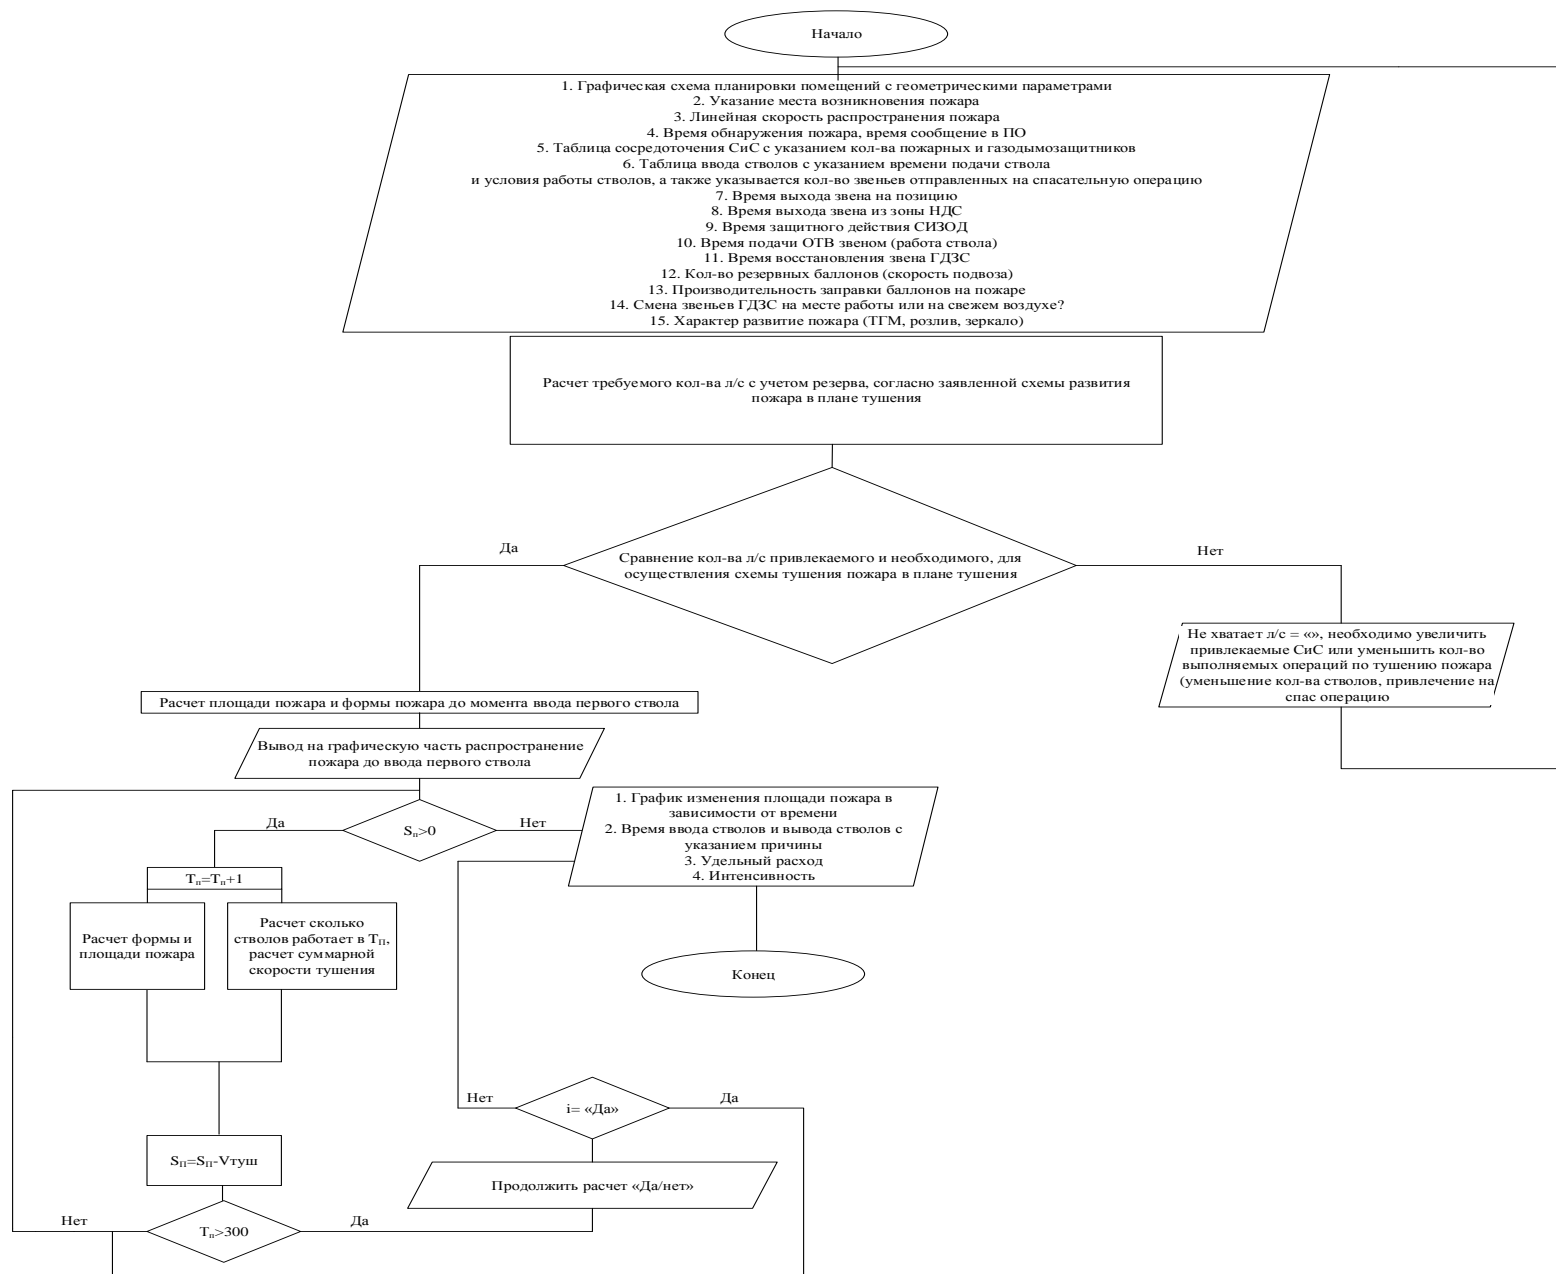 Начало
1. Графическая схема планировки помещений с геометрическими параметрами
2. Указание места возникновения пожара
3. Линейная скорость распространения пожара
4. Время обнаружения пожара, время сообщение в ПО
5. Таблица сосредоточения СиС с указанием кол-ва пожарных и газодымозащитников
6. Таблица ввода стволов с указанием времени подачи ствола
и условия работы стволов, а также указывается кол-во звеньев отправленных на спасательную операцию
7. Время выхода звена на позицию
8. Время выхода звена из зоны НДС
9. Время защитного действия СИЗОД
10. Время подачи ОТВ звеном (работа ствола)
11. Время восстановления звена ГДЗС
12. Кол-во резервных баллонов (скорость подвоза)
13. Производительность заправки баллонов на пожаре
14. Смена звеньев ГДЗС на месте работы или на свежем воздухе?
15. Характер развитие пожара (ТГМ, розлив, зеркало)
Расчет требуемого кол-ва л/с с учетом резерва, согласно заявленной схемы развития
пожара в плане тушения
Да
Сравнение кол-ва л/с привлекаемого и необходимого, для
осуществления схемы тушения пожара в плане тушения
Нет
Не хватает л/с = «», необходимо увеличить
привлекаемые СиС или уменьшить кол-во
выполняемых операций по тушению пожара
(уменьшение кол-ва стволов, привлечение на
спас операцию
Расчет площади пожара и формы пожара до момента ввода первого ствола
Вывод на графическую часть распространение
пожара до ввода первого ствола
Да
Sп>0
Нет
1. График изменения площади пожара в
зависимости от времени
2. Время ввода стволов и вывода стволов с
указанием причины
3. Удельный расход
4. Интенсивность
Tп=Tп+1
Расчет формы и
площади пожара
Расчет сколько
стволов работает в TП,
расчет суммарной
скорости тушения
Конец
Нет
i= «Да»
Да
SП=SП-Vтуш
Продолжить расчет «Да/нет»
Нет
Tп>300
Да